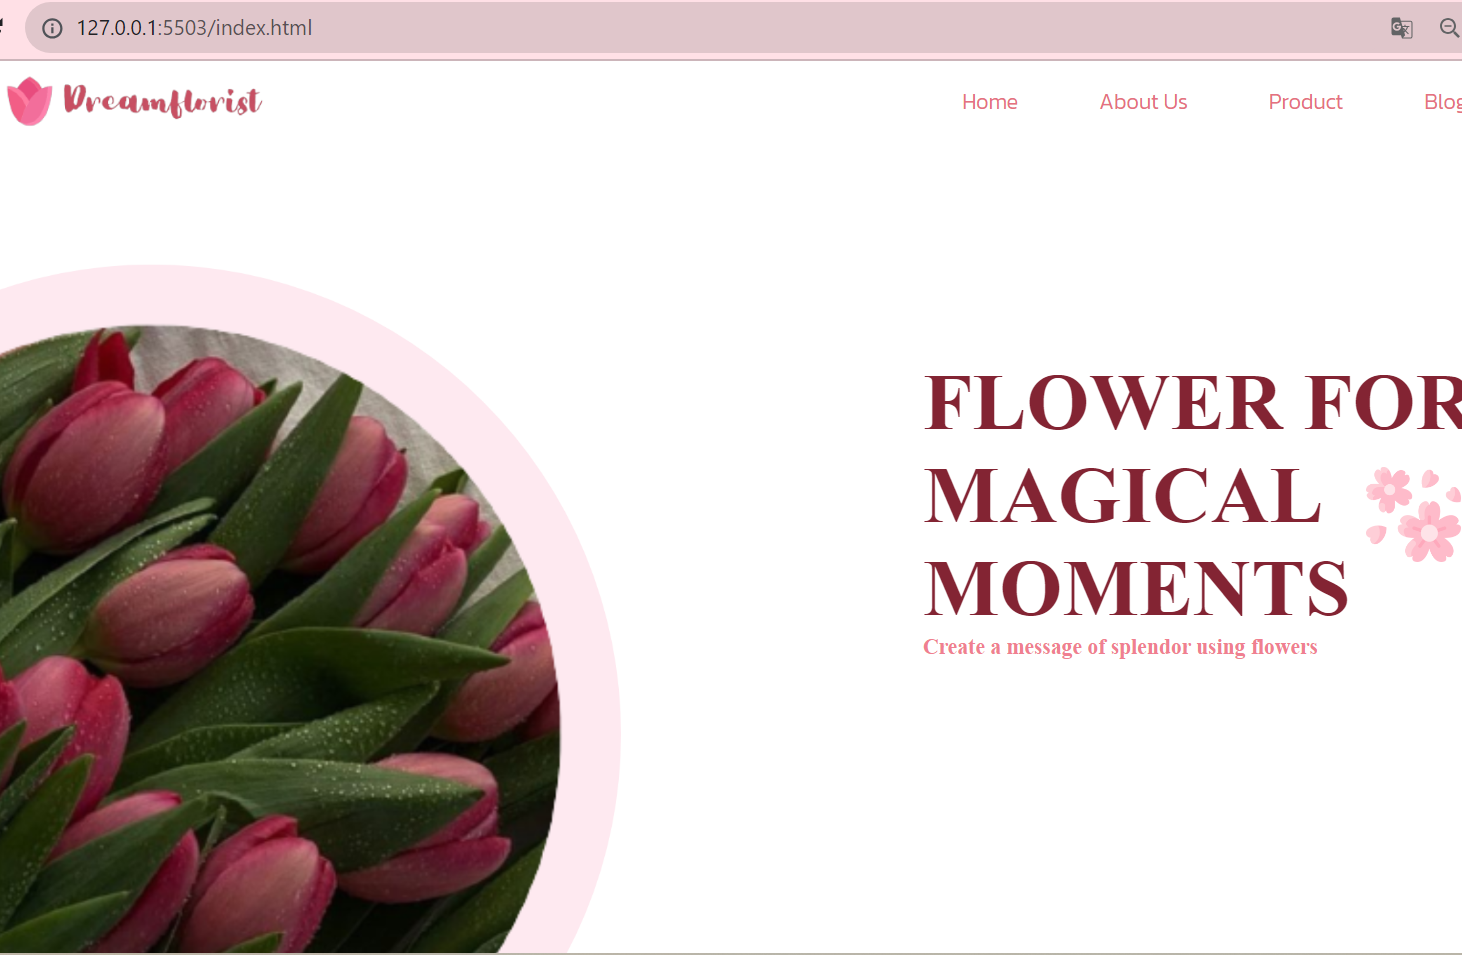 127.0.0.1:5503/index.html
Dreamflorist
Home About Us Product Blog
FLOWER FOR
MAGICAL
MOMENTS
Create a message of splendor using flowers